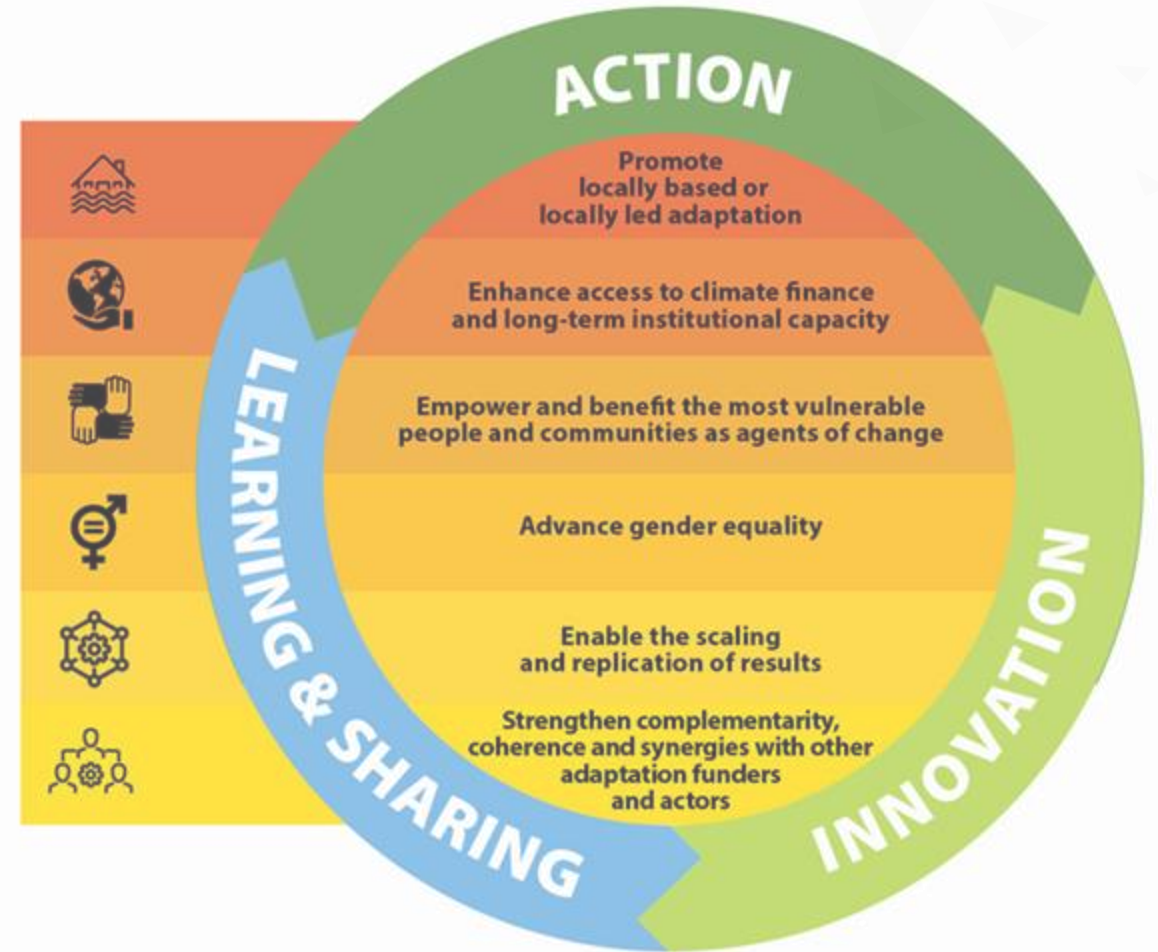 ACTION
Promote
locally based or
locally led adaptation
Enhance access to climate finance
and long-term institutional capacity
Empower and benefit the most vulnerable
people and communities as agents of change
Advance gender equality
Enable the scaling
and replication of results
Strengthen complementarity,
coherence and synergies with other
adaptation funders
and actors
LEARNING & SHARING
INNOVATION